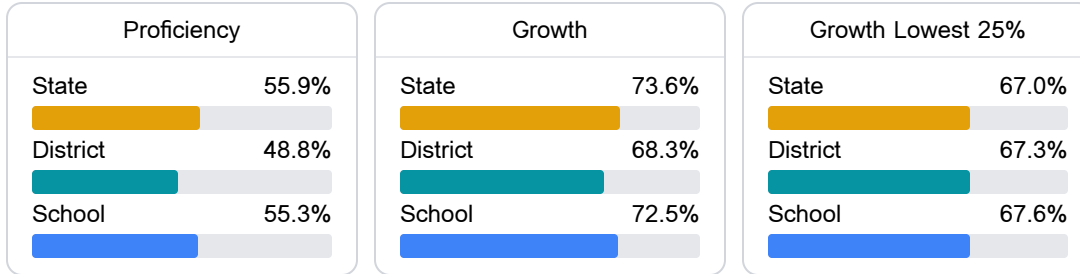 Proficiency
State 55.9%
District 48.8%
School 55.3%
Growth
State 73.6%
District 68.3%
School 72.5%
Growth Lowest 25%
State 67.0%
District 67.3%
School 67.6%